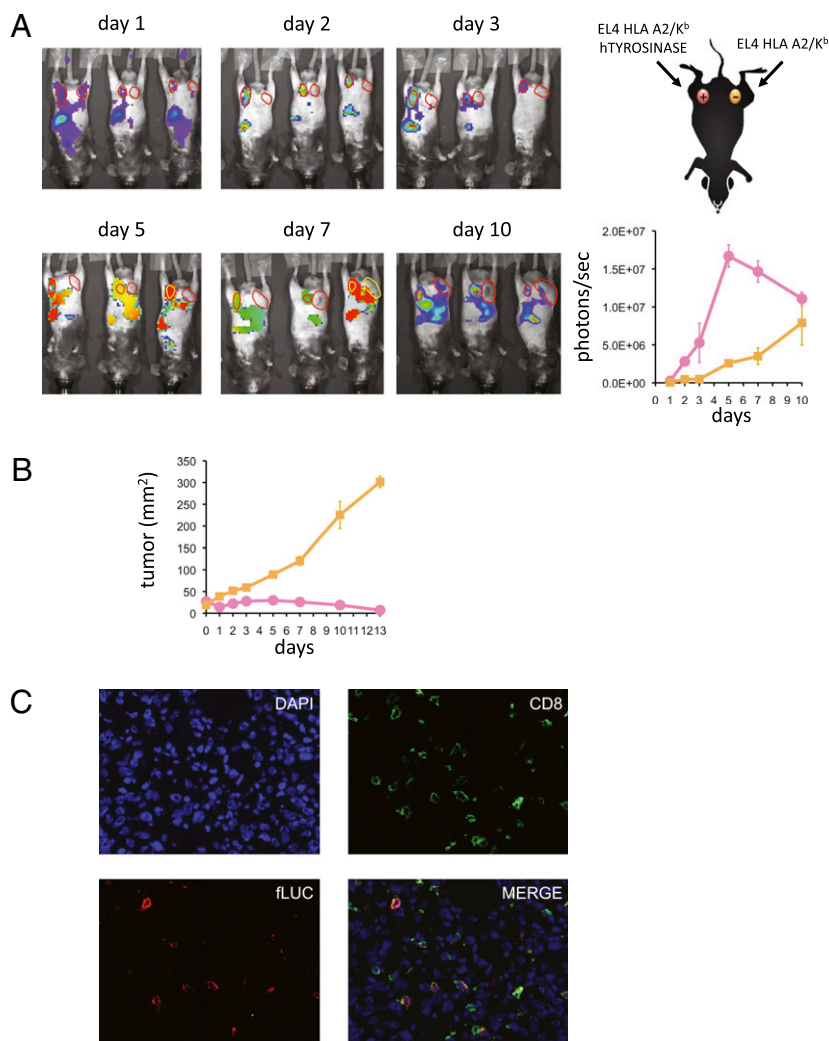 A
day 1
day 2
day 3
EL4 HLA A2/Kᵇ
hTYROSINASE
EL4 HLA A2/Kᵇ
+
−
day 5
day 7
day 10
photons/sec
2.0E+07
1.5E+07
1.0E+07
5.0E+06
0.0E+00
0 1 2 3 4 5 6 7 8 9 10
days
B
tumor (mm²)
350
300
250
200
150
100
50
0
0 1 2 3 4 5 6 7 8 9 10 11 12 13
days
C
DAPI
CD8
fLUC
MERGE